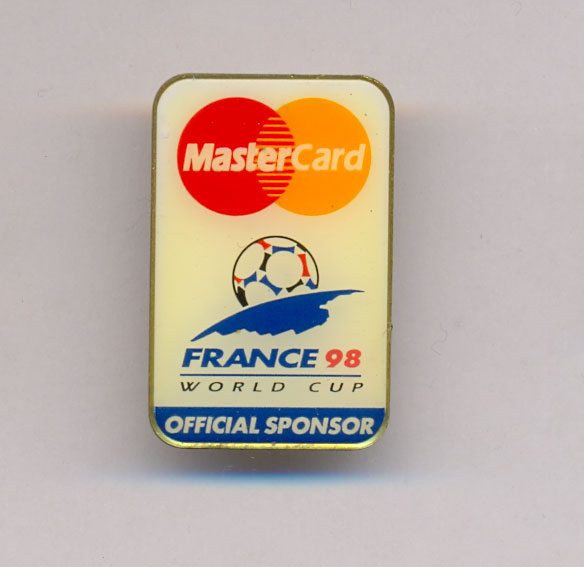 MasterCard
FRANCE 98
WORLD CUP
OFFICIAL SPONSOR